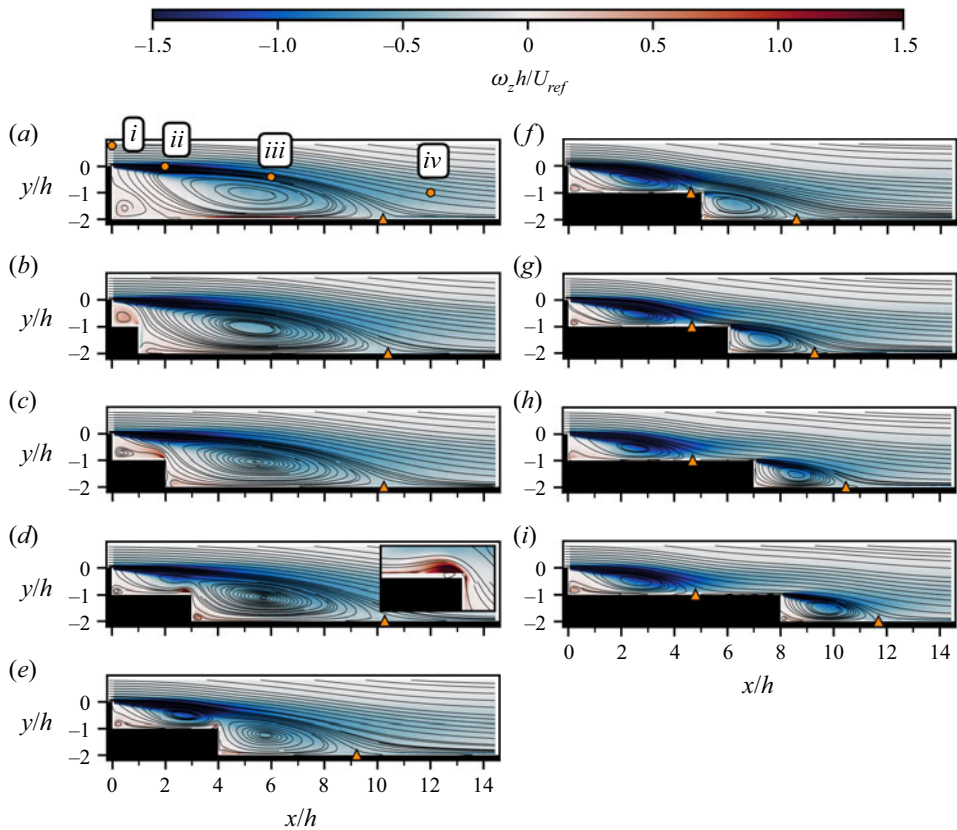 −1.5 −1.0 −0.5 0 0.5 1.0 1.5
ω_z h/U_ref
(a) i ii iii iv
y/h 0 −1 −2
(b)
y/h 0 −1 −2
(c)
y/h 0 −1 −2
(d)
y/h 0 −1 −2
(e)
y/h 0 −1 −2
0 2 4 6 8 10 12 14
x/h
(f)
0 −1 −2
(g)
0 −1 −2
(h)
0 −1 −2
(i)
0 −1 −2
0 2 4 6 8 10 12 14
x/h